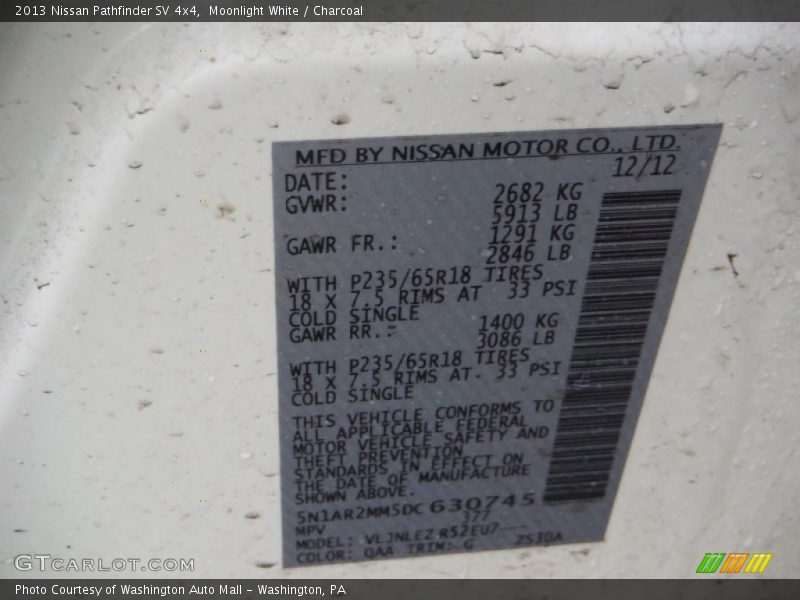 2013 Nissan Pathfinder SV 4x4, Moonlight White / Charcoal
MFD BY NISSAN MOTOR CO., LTD.
DATE: 12/12
GVWR: 2682 KG
5913 LB
GAWR FR.: 1291 KG
2846 LB
WITH P235/65R18 TIRES
18 X 7.5 RIMS AT 33 PSI
COLD SINGLE
GAWR RR.: 1400 KG
3086 LB
WITH P235/65R18 TIRES
18 X 7.5 RIMS AT 33 PSI
COLD SINGLE
THIS VEHICLE CONFORMS TO
ALL APPLICABLE FEDERAL
MOTOR VEHICLE SAFETY AND
THEFT PREVENTION
STANDARDS IN EFFECT ON
THE DATE OF MANUFACTURE
SHOWN ABOVE.
5N1AR2MM5DC630745
MPV 377
MODEL: VLJNLEZ R52EU7---
COLOR: QAA TRIM: G ZS30A
GTCARLOT.COM
Photo Courtesy of Washington Auto Mall - Washington, PA